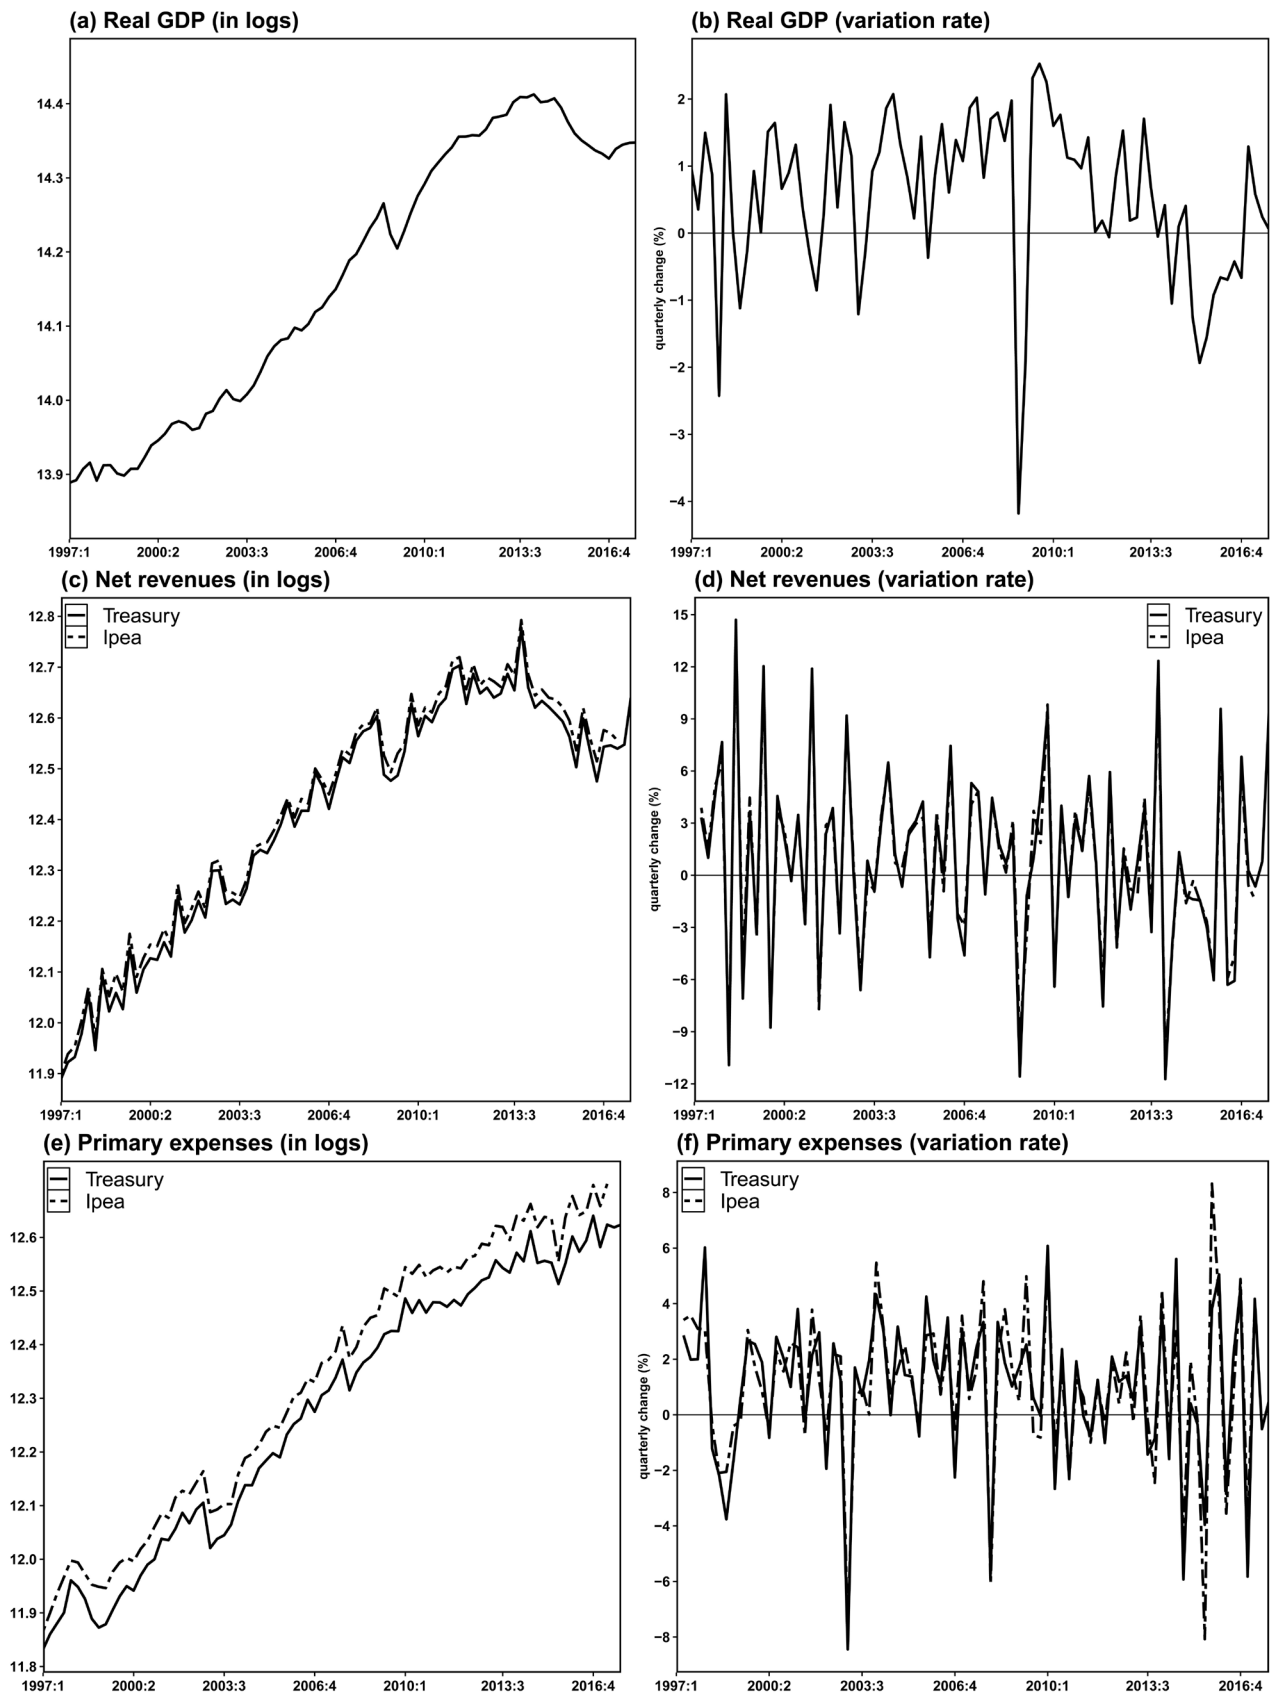 (a) Real GDP (in logs)
14.4
14.3
14.2
14.1
14.0
13.9
1997:1 2000:2 2003:3 2006:4 2010:1 2013:3 2016:4
(b) Real GDP (variation rate)
quarterly change (%)
2
1
0
−1
−2
−3
−4
1997:1 2000:2 2003:3 2006:4 2010:1 2013:3 2016:4
(c) Net revenues (in logs)
Treasury
Ipea
12.8
12.7
12.6
12.5
12.4
12.3
12.2
12.1
12.0
11.9
1997:1 2000:2 2003:3 2006:4 2010:1 2013:3 2016:4
(d) Net revenues (variation rate)
Treasury
Ipea
quarterly change (%)
15
12
9
6
3
0
−3
−6
−9
−12
1997:1 2000:2 2003:3 2006:4 2010:1 2013:3 2016:4
(e) Primary expenses (in logs)
Treasury
Ipea
12.6
12.5
12.4
12.3
12.2
12.1
12.0
11.9
11.8
1997:1 2000:2 2003:3 2006:4 2010:1 2013:3 2016:4
(f) Primary expenses (variation rate)
Treasury
Ipea
quarterly change (%)
8
6
4
2
0
−2
−4
−6
−8
1997:1 2000:2 2003:3 2006:4 2010:1 2013:3 2016:4